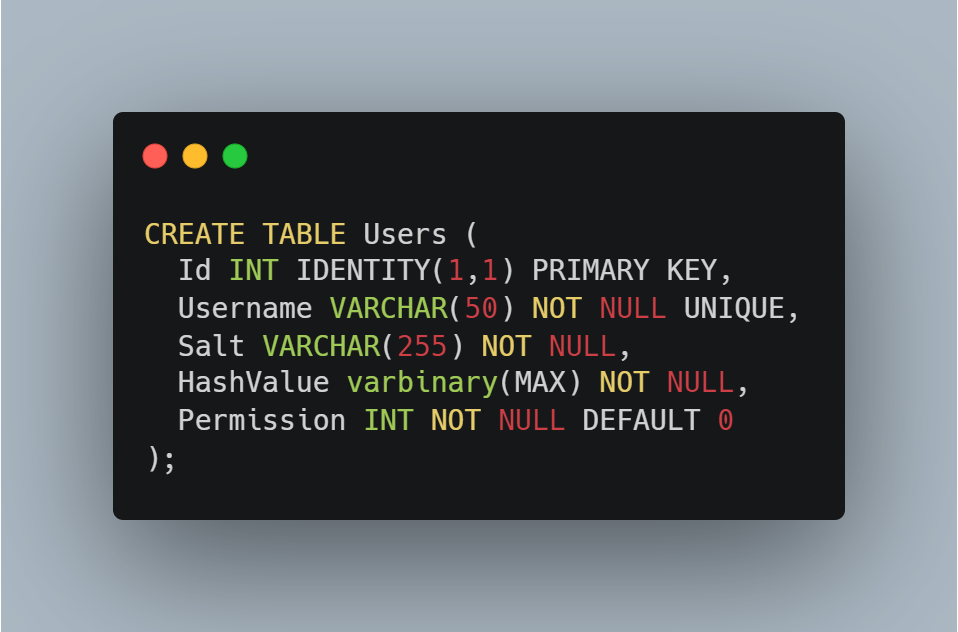 CREATE TABLE Users (
  Id INT IDENTITY(1,1) PRIMARY KEY,
  Username VARCHAR(50) NOT NULL UNIQUE,
  Salt VARCHAR(255) NOT NULL,
  HashValue varbinary(MAX) NOT NULL,
  Permission INT NOT NULL DEFAULT 0
);